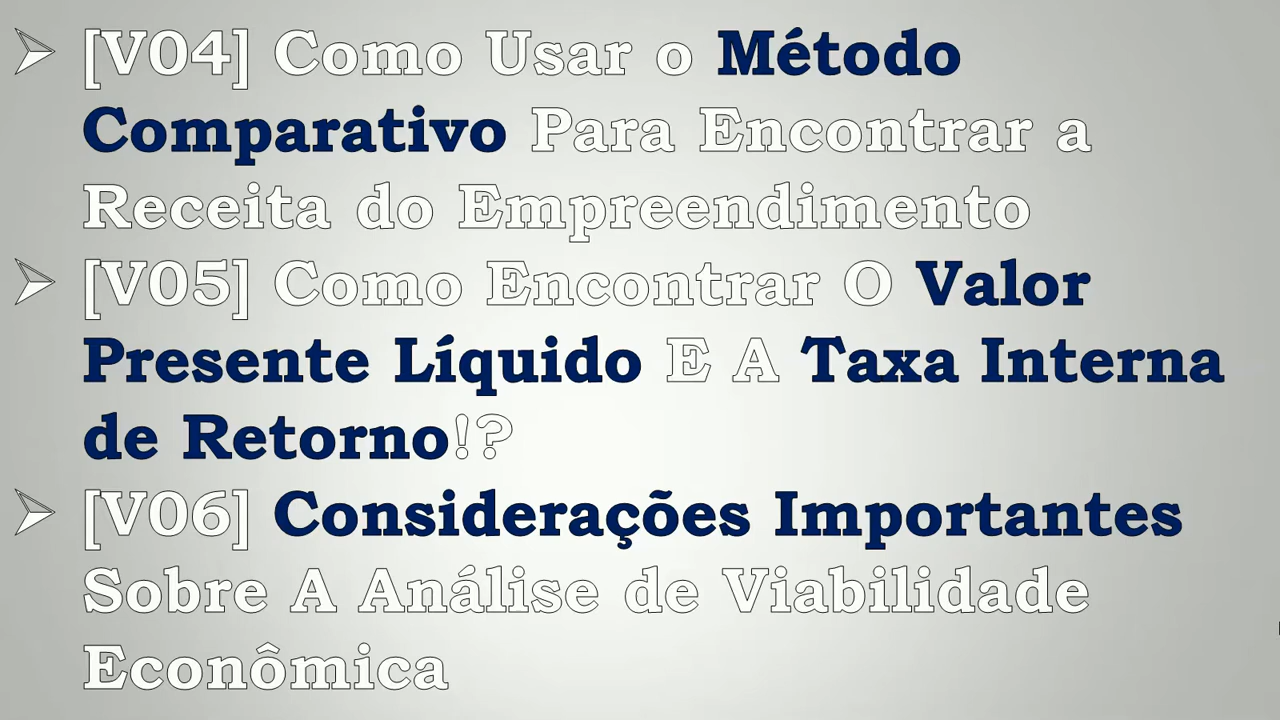 [V04] Como Usar o Método
Comparativo Para Encontrar a
Receita do Empreendimento
[V05] Como Encontrar O Valor
Presente Líquido E A Taxa Interna
de Retorno!?
[V06] Considerações Importantes
Sobre A Análise de Viabilidade
Econômica